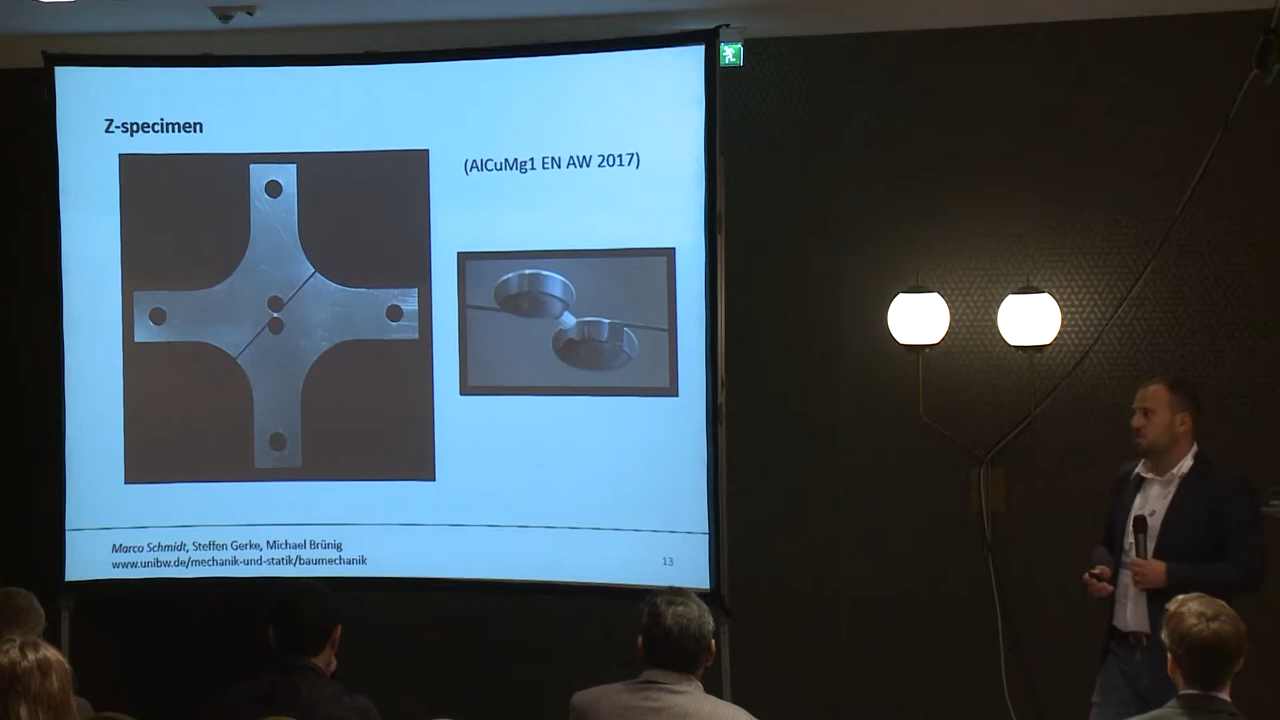 Z-specimen
(AlCuMg1 EN AW 2017)
Marco Schmidt, Steffen Gerke, Michael Brünig
www.unibw.de/mechanik-und-statik/baumechanik
13